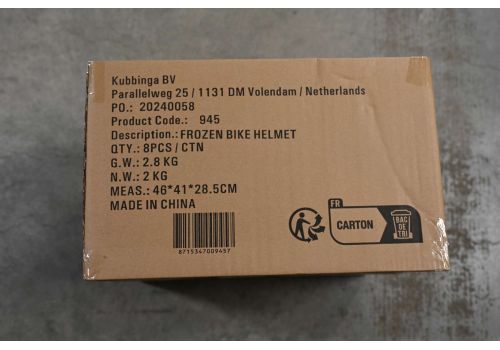 Kubbinga BV
Parallelweg 25 / 1131 DM Volendam / Netherlands
PO.: 20240058
Product Code.: 945
Description.: FROZEN BIKE HELMET
QTY.: 8PCS / CTN
G.W.: 2.8 KG
N.W.: 2 KG
MEAS.: 46*41*28.5CM
MADE IN CHINA
8715347009457
FR
CARTON
BAC
DE
TRI